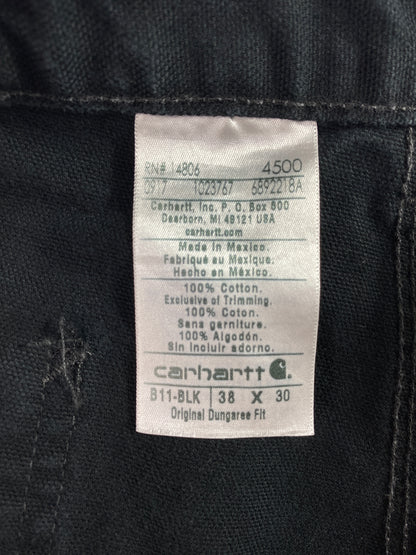 RN# 14806 4500
0917 1023767 6892218A
Carhartt, Inc. P. O. Box 600
Dearborn, MI 49121 USA
carhartt.com
Made in Mexico.
Fabriqué au Mexique.
Hecho en México.
100% Cotton.
Exclusive of Trimming.
100% Coton.
Sans garniture.
100% Algodón.
Sin incluir adorno.
carhartt
B11-BLK 38 X 30
Original Dungaree Fit